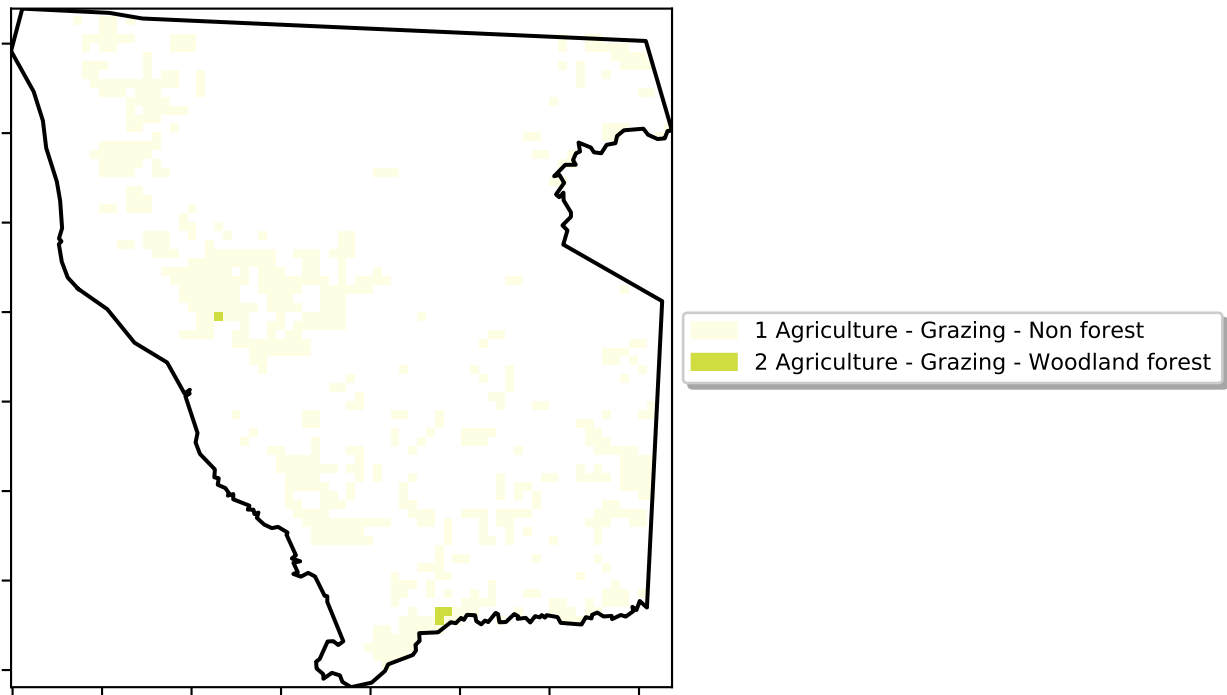 1 Agriculture - Grazing - Non forest
2 Agriculture - Grazing - Woodland forest